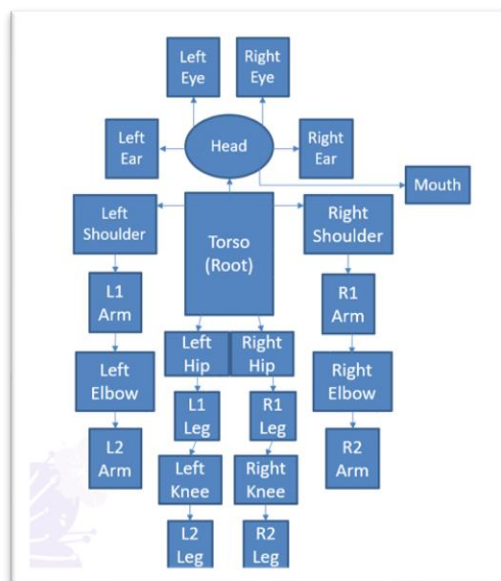 Left
Eye
Right
Eye
Left
Ear
Head
Right
Ear
Mouth
Left
Shoulder
Torso
(Root)
Right
Shoulder
L1
Arm
R1
Arm
Left
Hip
Right
Hip
Left
Elbow
Right
Elbow
L1
Leg
R1
Leg
L2
Arm
R2
Arm
Left
Knee
Right
Knee
L2
Leg
R2
Leg